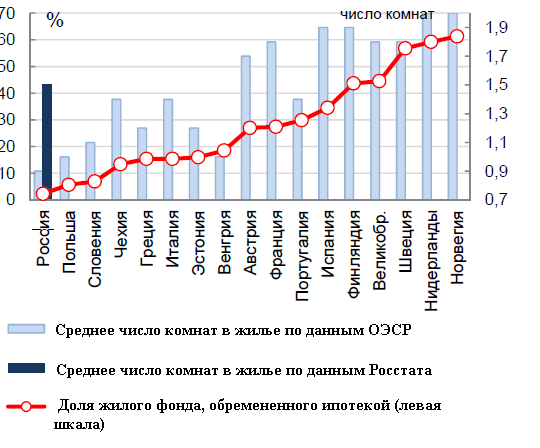 % число комнат
70 1,9
60 1,7
50 1,5
40 1,3
30 1,1
20 0,9
10 0,7
0
Россия
Польша
Словения
Чехия
Греция
Италия
Эстония
Венгрия
Австрия
Франция
Португалия
Испания
Финляндия
Великобр.
Швеция
Нидерланды
Норвегия
Среднее число комнат в жилье по данным ОЭСР
Среднее число комнат в жилье по данным Росстата
Доля жилого фонда, обремененного ипотекой (левая
шкала)